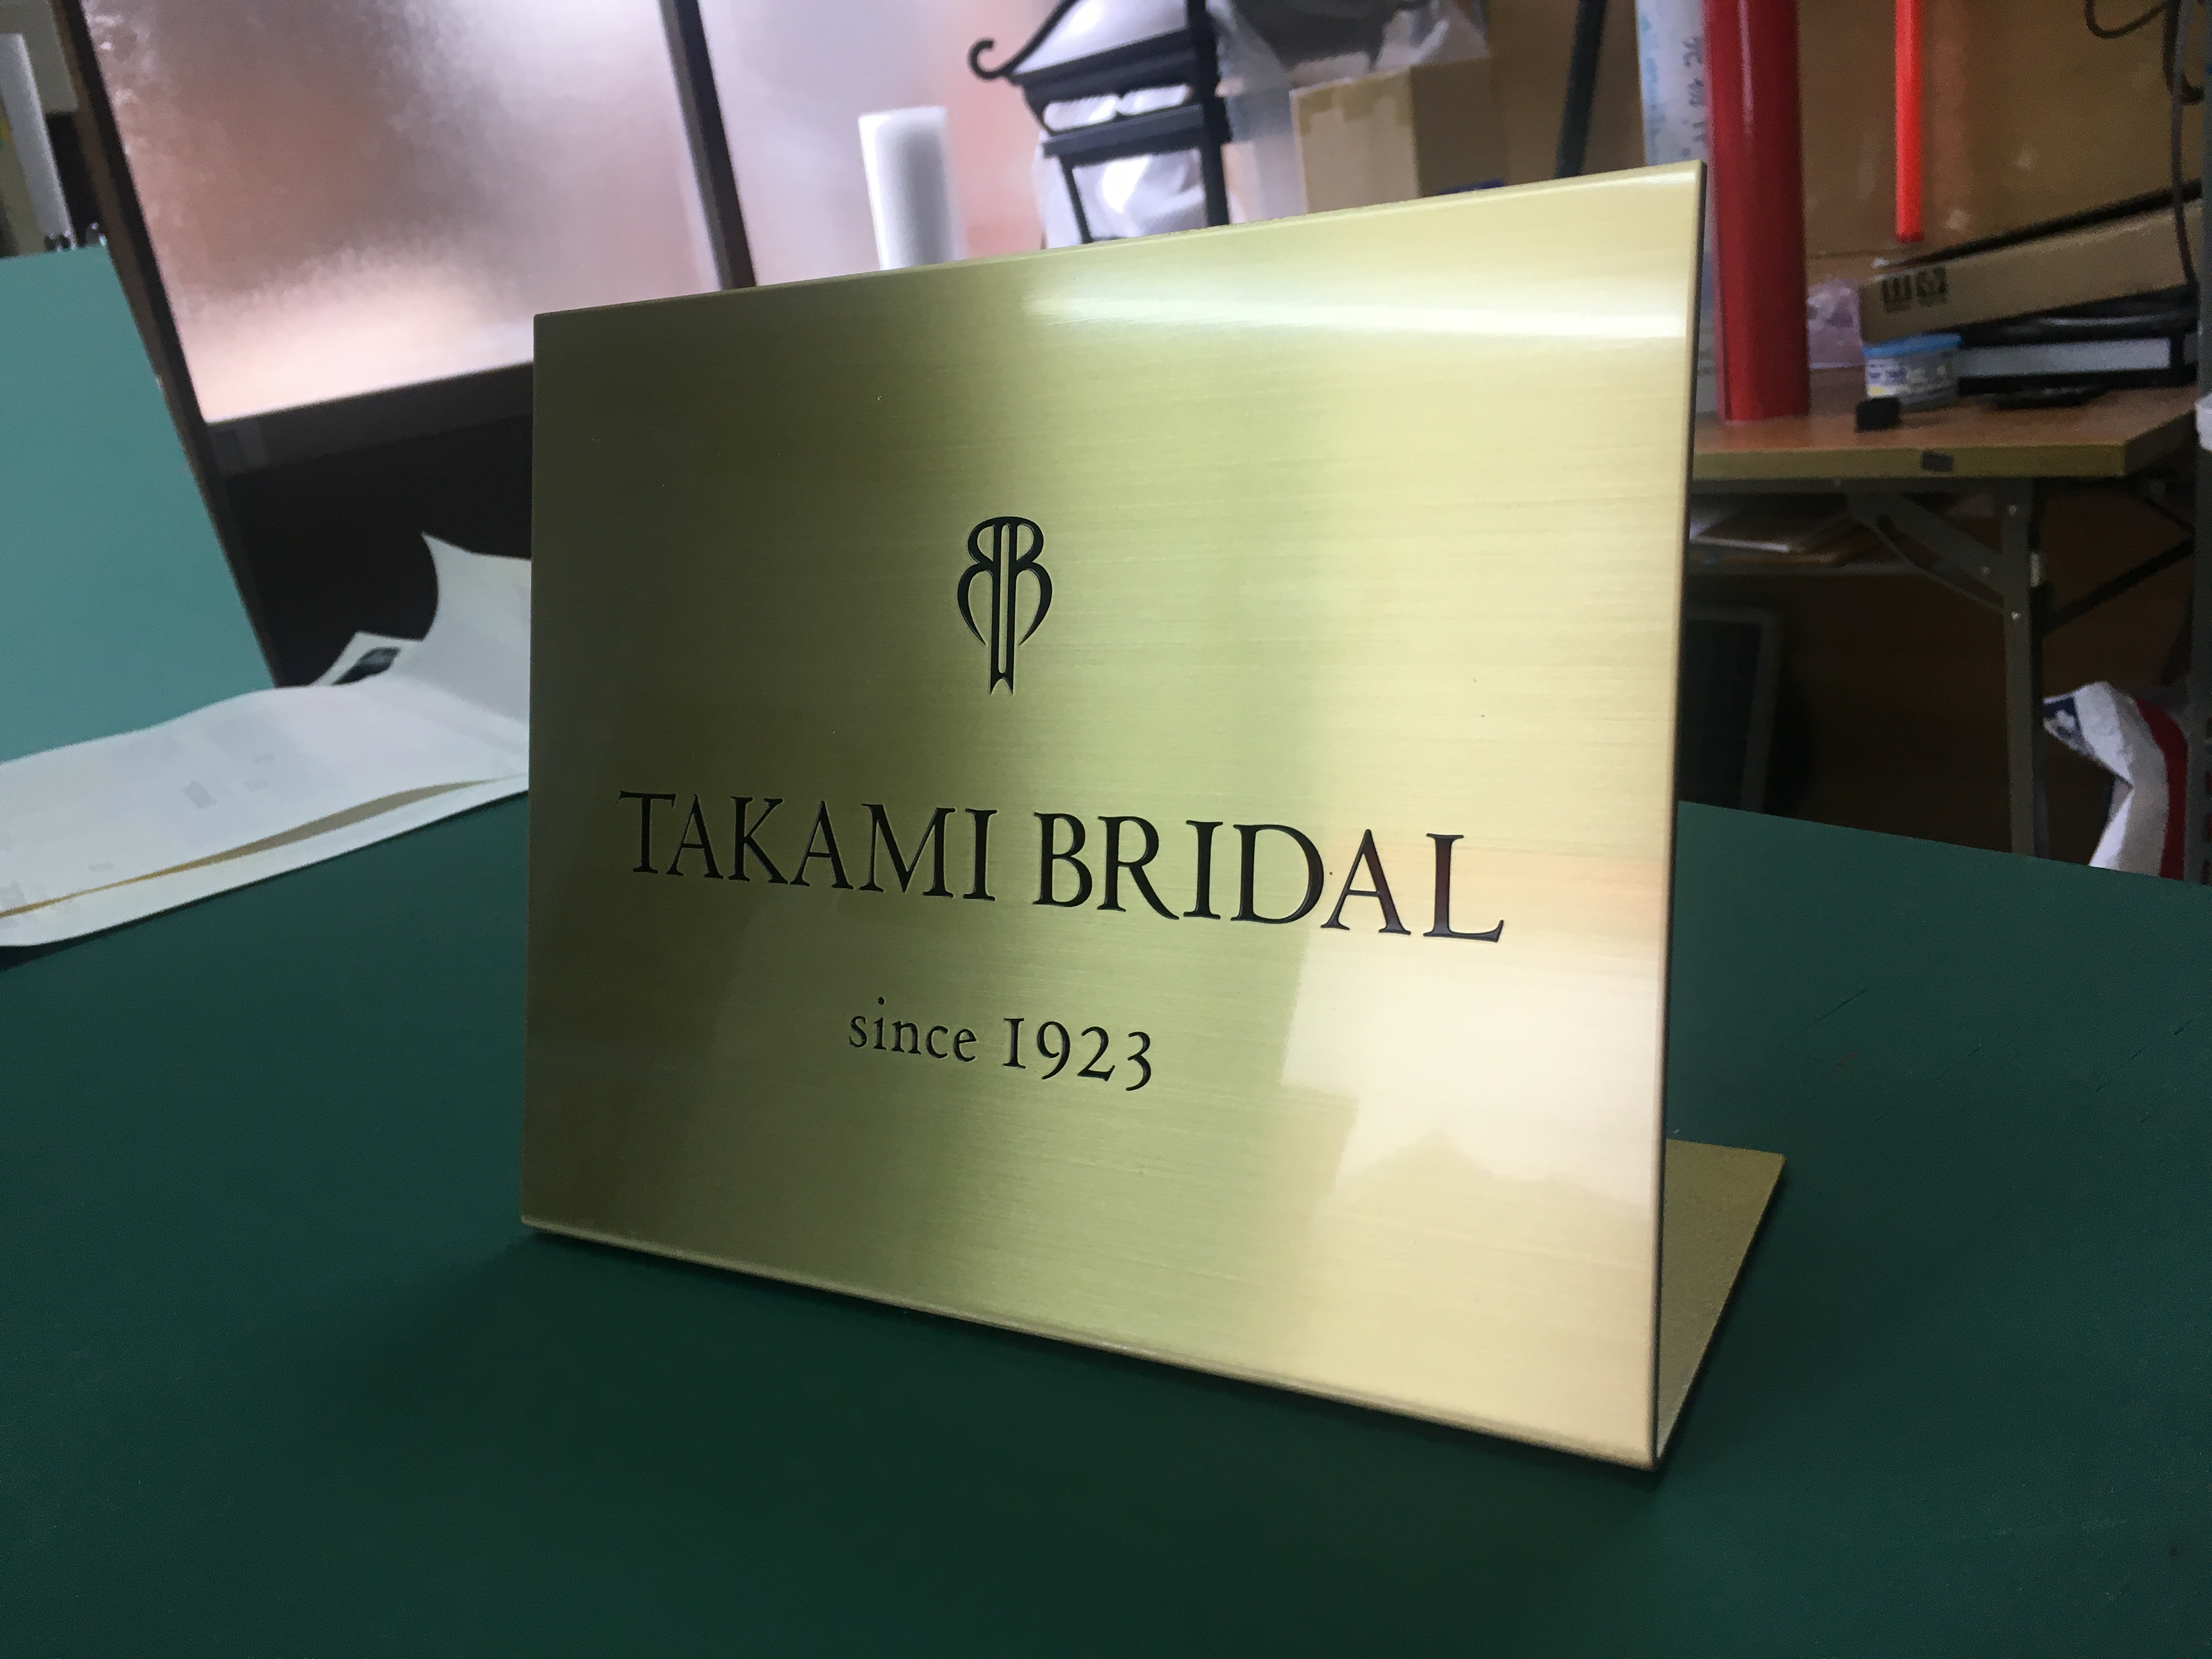 TAKAMI BRIDAL
since 1923